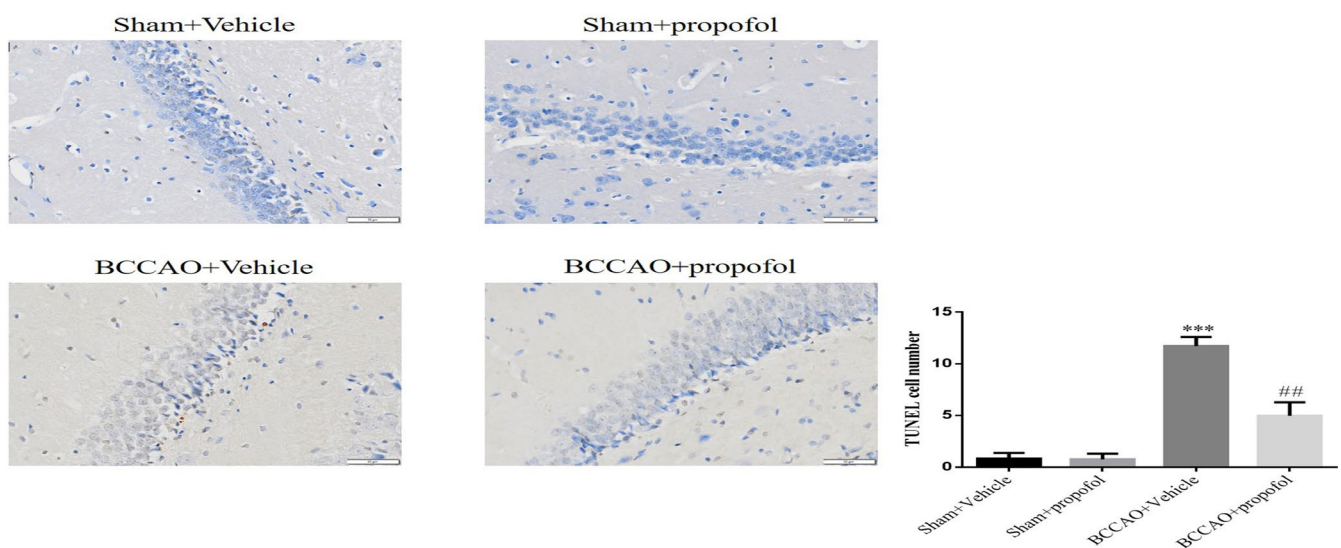 Sham+Vehicle
Sham+propofol
BCCAO+Vehicle
BCCAO+propofol
TUNEL cell number
15
10
5
0
***
##
Sham+Vehicle
Sham+propofol
BCCAO+Vehicle
BCCAO+propofol